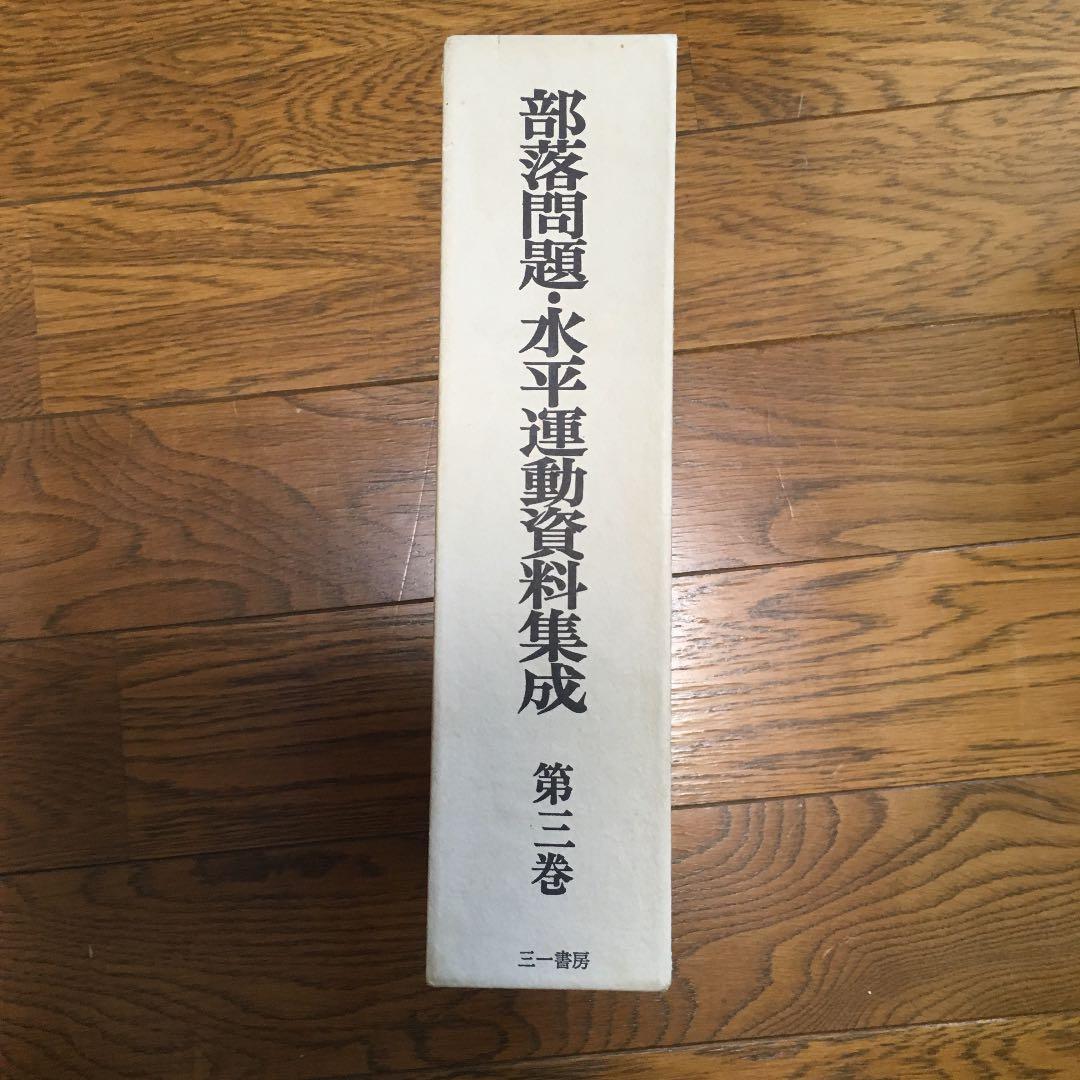 部落問題・水平運動資料集成
第三巻
三一書房